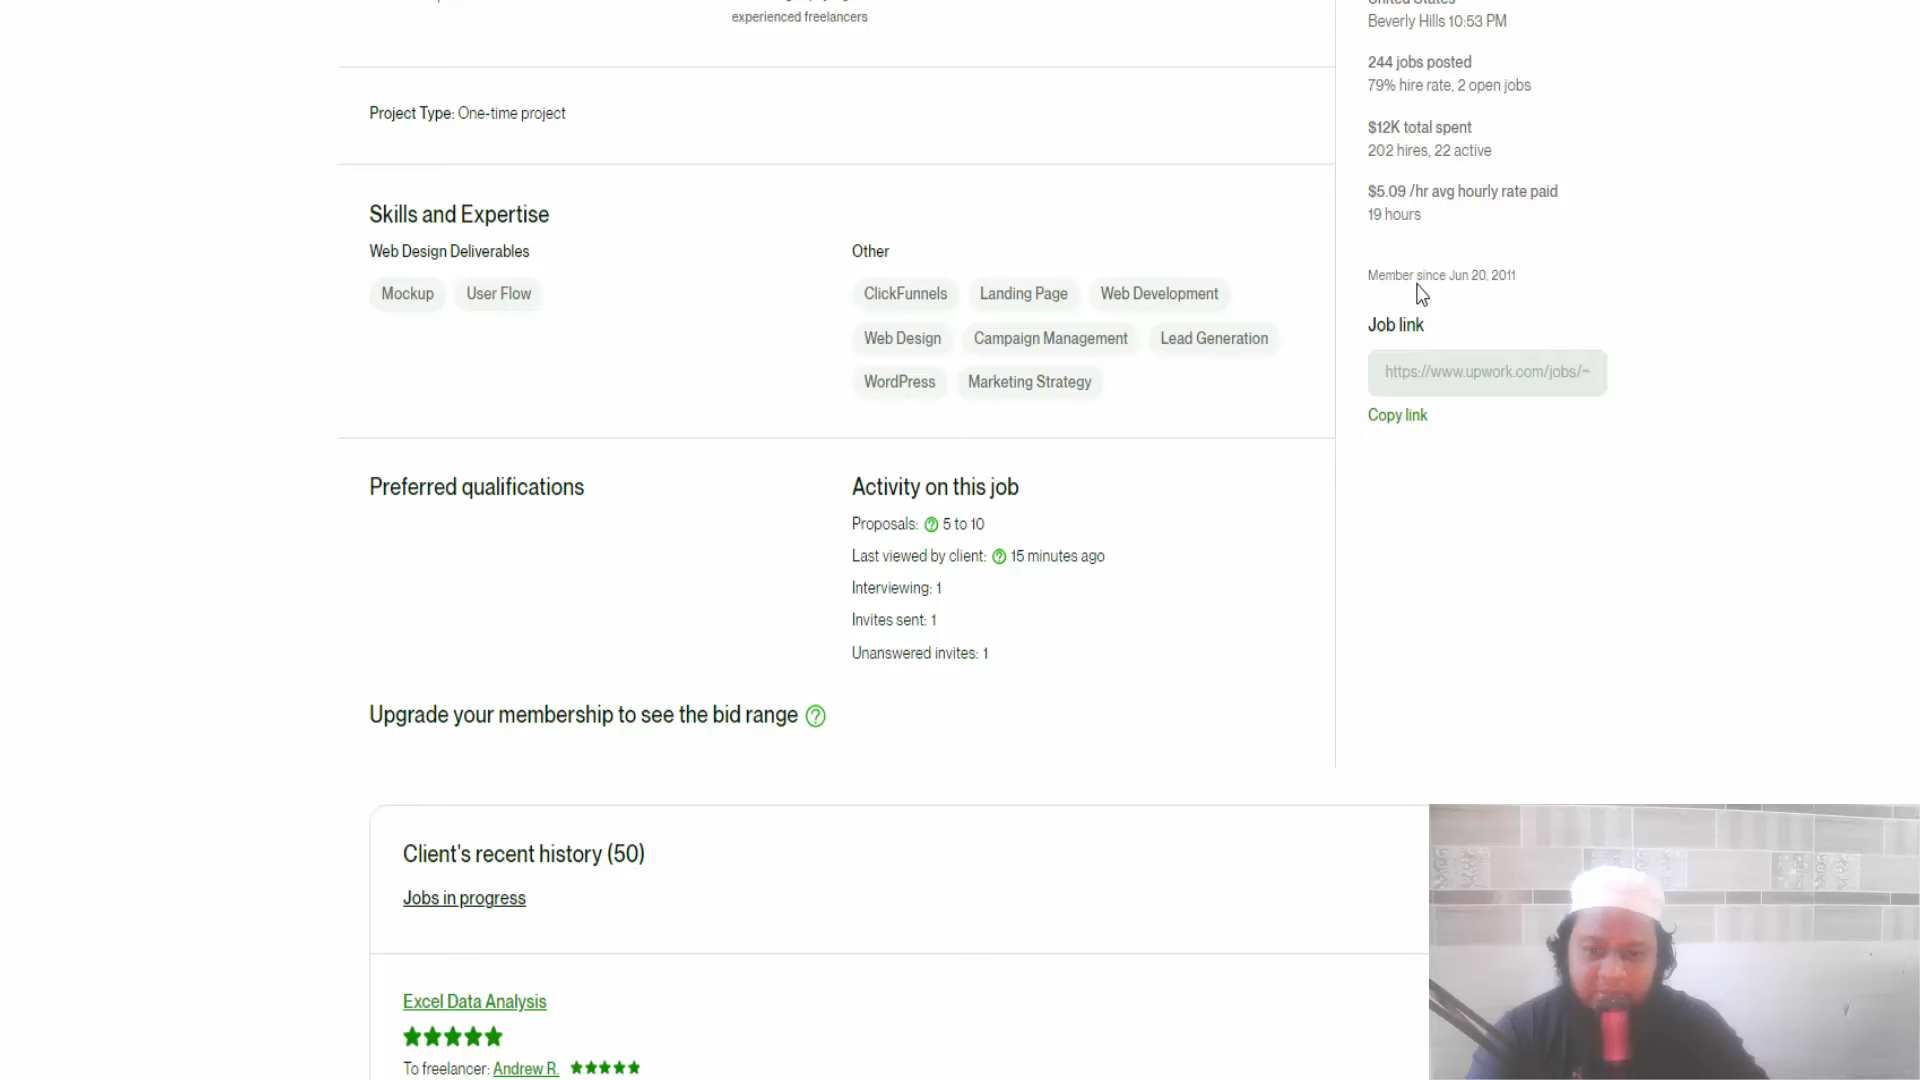 experienced freelancers
Project Type: One-time project
Skills and Expertise
Web Design Deliverables
Mockup
User Flow
Other
ClickFunnels
Landing Page
Web Development
Web Design
Campaign Management
Lead Generation
WordPress
Marketing Strategy
Preferred qualifications
Activity on this job
Proposals: 5 to 10
Last viewed by client: 15 minutes ago
Interviewing: 1
Invites sent: 1
Unanswered invites: 1
Upgrade your membership to see the bid range
Client's recent history (50)
Jobs in progress
Excel Data Analysis
To freelancer: Andrew R.
United States
Beverly Hills 10:53 PM
244 jobs posted
79% hire rate, 2 open jobs
$12K total spent
202 hires, 22 active
$5.09 /hr avg hourly rate paid
19 hours
Member since Jun 20, 2011
Job link
https://www.upwork.com/jobs/~
Copy link